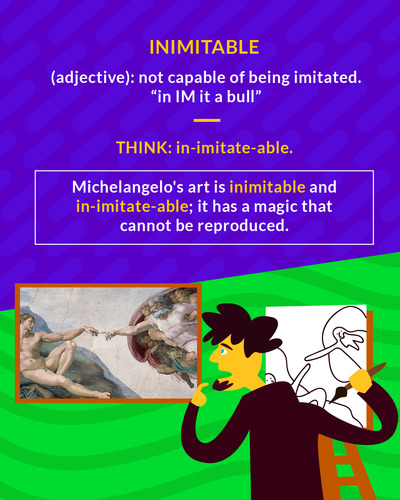 INIMITABLE
(adjective): not capable of being imitated.
“in IM it a bull”
THINK: in-imitate-able.
Michelangelo's art is inimitable and
in-imitate-able; it has a magic that
cannot be reproduced.